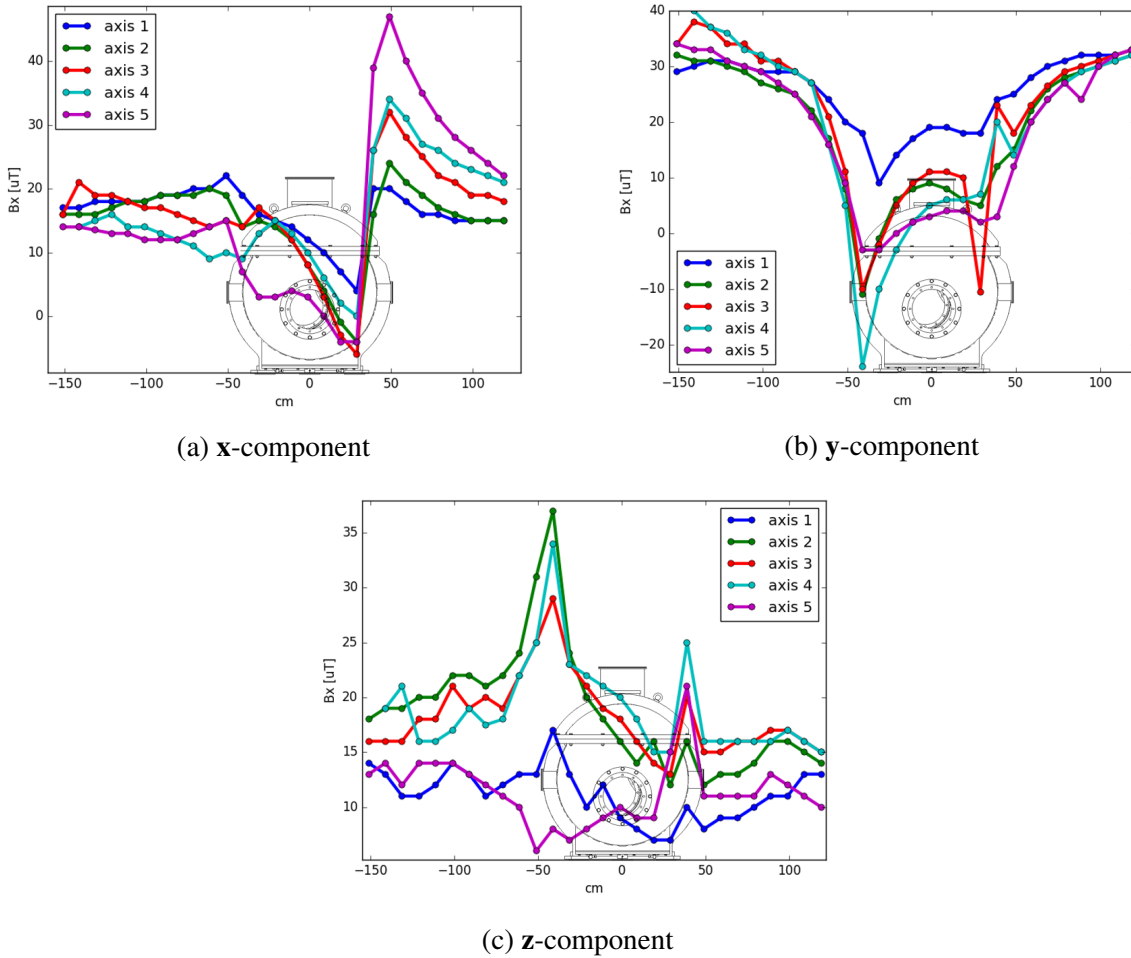 axis 1
axis 2
axis 3
axis 4
axis 5
40
30
20
10
0
Bx [uT]
−150 −100 −50 0 50 100
cm
(a) x-component
40
30
20
10
0
−10
−20
Bx [uT]
axis 1
axis 2
axis 3
axis 4
axis 5
−150 −100 −50 0 50 100
cm
(b) y-component
35
30
25
20
15
10
Bx [uT]
axis 1
axis 2
axis 3
axis 4
axis 5
−150 −100 −50 0 50 100
cm
(c) z-component